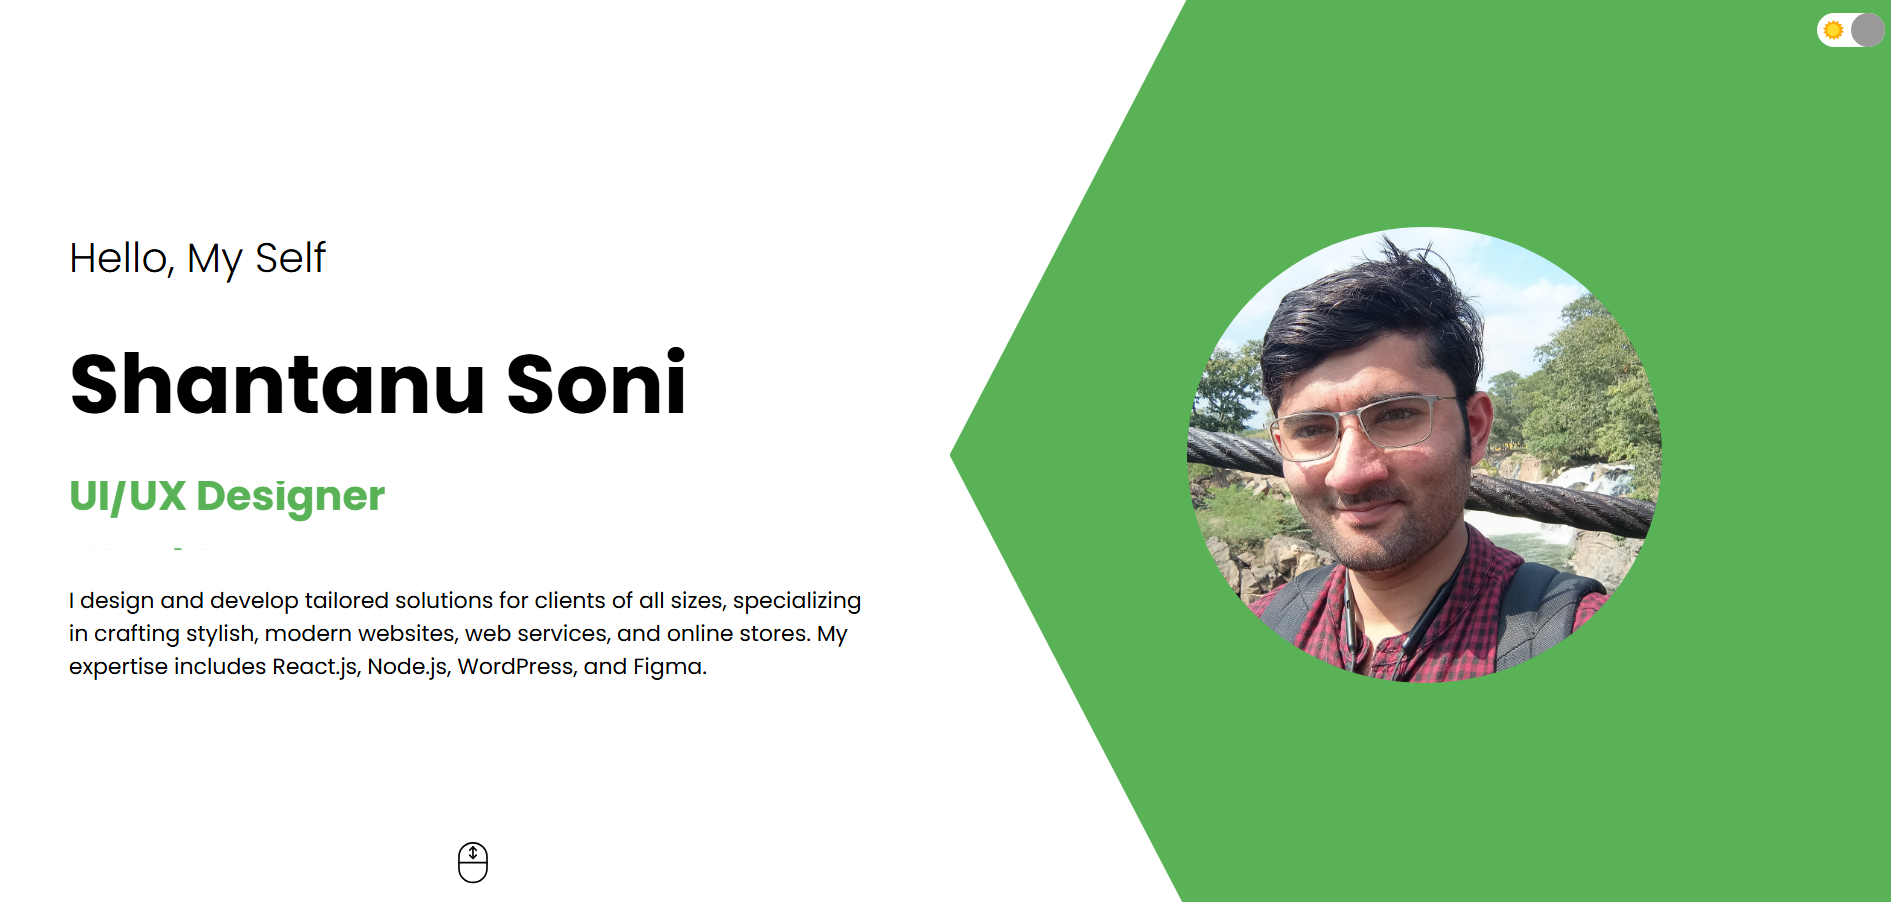 Hello, My Self
Shantanu Soni
UI/UX Designer
I design and develop tailored solutions for clients of all sizes, specializing
in crafting stylish, modern websites, web services, and online stores. My
expertise includes React.js, Node.js, WordPress, and Figma.